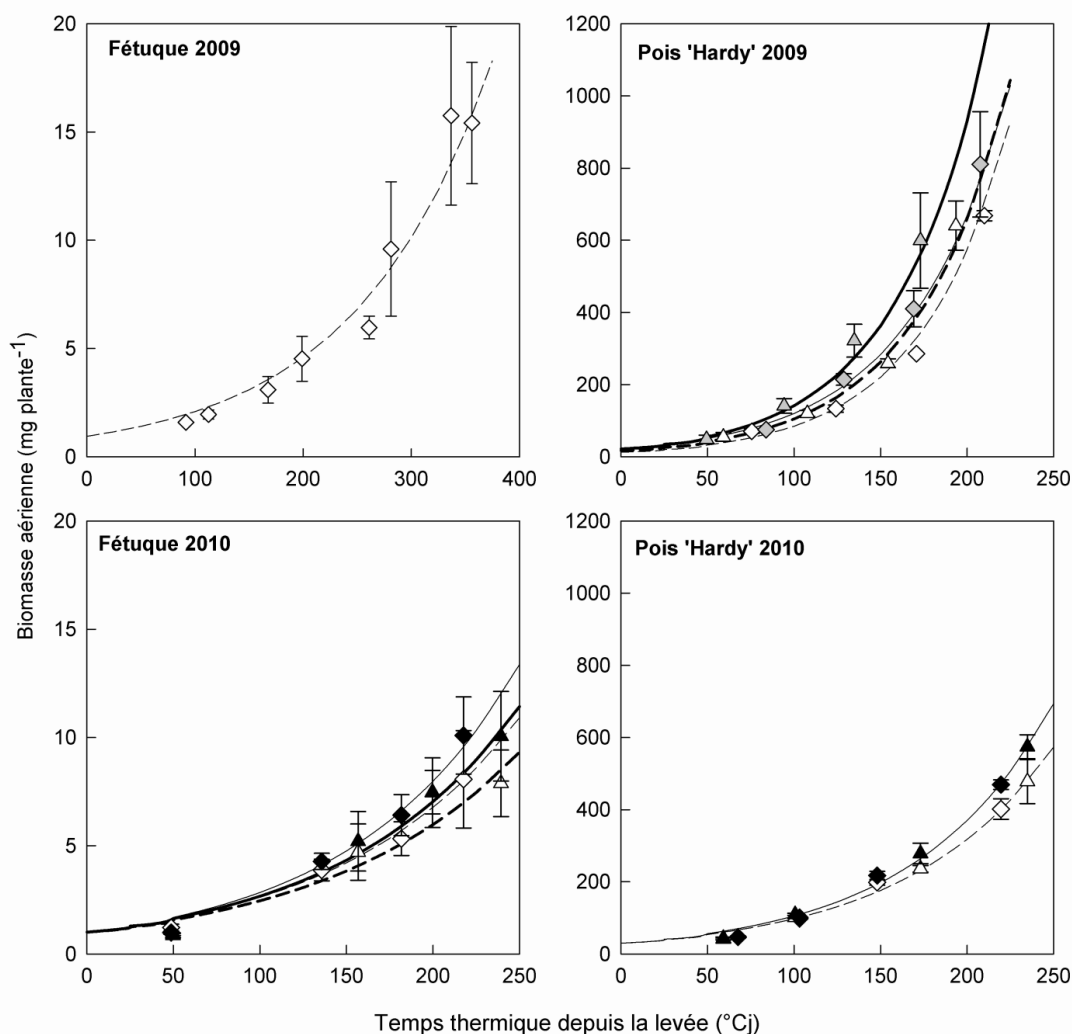 Fétuque 2009
20
15
10
5
0
0 100 200 300 400
Pois 'Hardy' 2009
1200
1000
800
600
400
200
0
0 50 100 150 200 250
Fétuque 2010
20
15
10
5
0
0 50 100 150 200 250
Pois 'Hardy' 2010
1200
1000
800
600
400
200
0
0 50 100 150 200 250
Biomasse aérienne (mg plante⁻¹)
Temps thermique depuis la levée (°Cj)